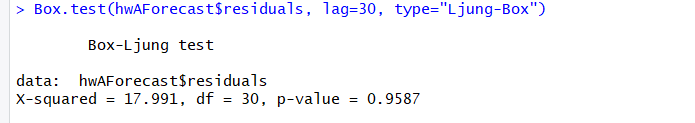 > Box.test(hwAForecast$residuals, lag=30, type="Ljung-Box")
Box-Ljung test
data:  hwAForecast$residuals
X-squared = 17.991, df = 30, p-value = 0.9587